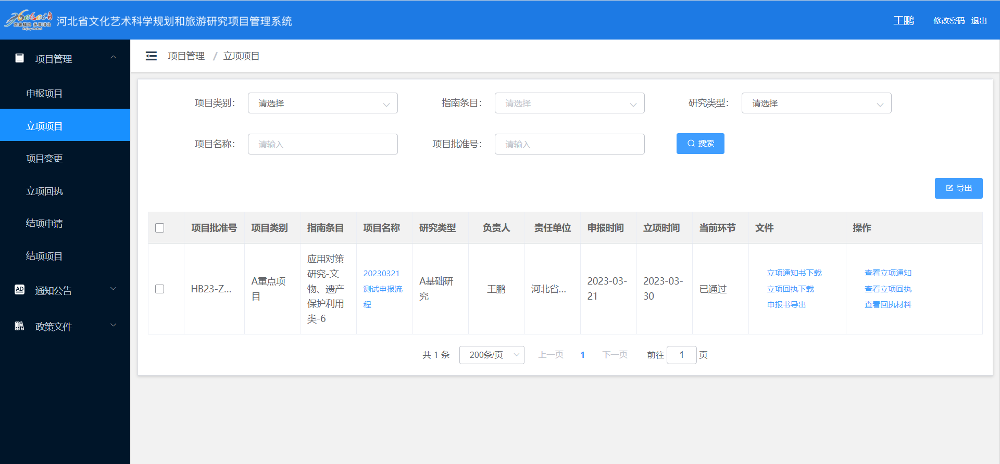 河北省文化艺术科学规划和旅游研究项目管理系统
王鹏 修改密码 退出
项目管理
申报项目
立项项目
项目变更
立项回执
结项申请
结项项目
通知公告
政策文件
项目管理 / 立项项目
项目类别： 请选择 指南条目： 请选择 研究类型： 请选择
项目名称： 请输入 项目批准号： 请输入 搜索
导出
项目批准号 项目类别 指南条目 项目名称 研究类型 负责人 责任单位 申报时间 立项时间 当前环节 文件 操作
HB23-Z...
A重点项
目
应用对策
研究-文
物、遗产
保护利用
类-6
20230321
测试申报流
程
A基础研
究
王鹏
河北省...
2023-03-
21
2023-03-
30
已通过
立项通知书下载
立项回执下载
申报书导出
查看立项通知
查看立项回执
查看回执材料
共 1 条 200条/页 上一页 1 下一页 前往 1 页